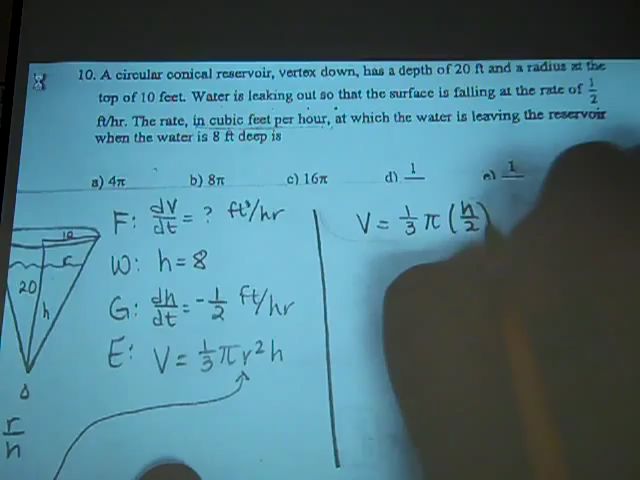 10. A circular conical reservoir, vertex down, has a depth of 20 ft and a radius at the
top of 10 feet. Water is leaking out so that the surface is falling at the rate of 1/2
ft/hr. The rate, in cubic feet per hour, at which the water is leaving the reservoir
when the water is 8 ft deep is
a) 4π b) 8π c) 16π d) 1 e) 1
F: dV/dt = ? ft³/hr
W: h = 8
G: dh/dt = -1/2 ft/hr
E: V = 1/3 πr²h
10
r
20
h
r/h
V = 1/3 π (h/2)